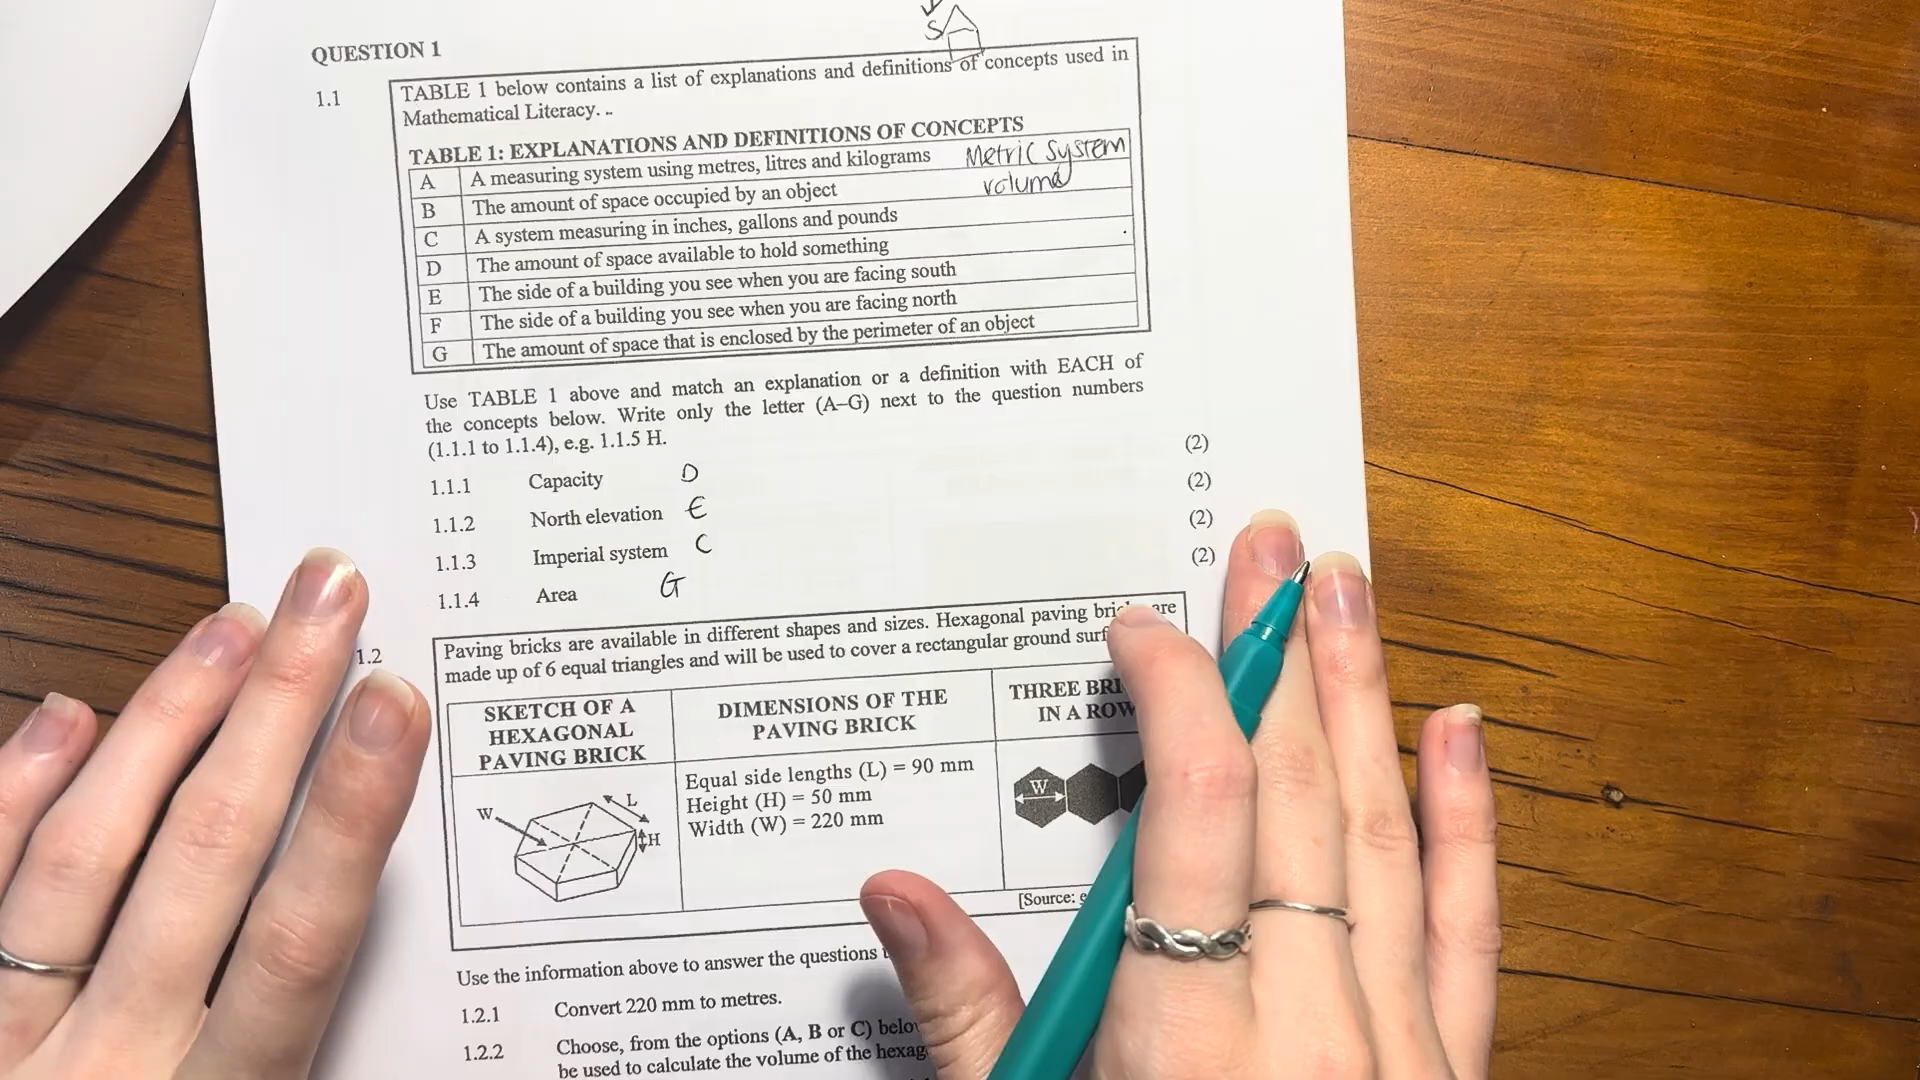 S
QUESTION 1
1.1 TABLE 1 below contains a list of explanations and definitions of concepts used in
Mathematical Literacy. ..
TABLE 1: EXPLANATIONS AND DEFINITIONS OF CONCEPTS
A A measuring system using metres, litres and kilograms Metric system
B The amount of space occupied by an object volume
C A system measuring in inches, gallons and pounds
D The amount of space available to hold something
E The side of a building you see when you are facing south
F The side of a building you see when you are facing north
G The amount of space that is enclosed by the perimeter of an object
Use TABLE 1 above and match an explanation or a definition with EACH of
the concepts below. Write only the letter (A–G) next to the question numbers
(1.1.1 to 1.1.4), e.g. 1.1.5 H.
1.1.1 Capacity D (2)
1.1.2 North elevation E (2)
1.1.3 Imperial system C (2)
1.1.4 Area G (2)
1.2 Paving bricks are available in different shapes and sizes. Hexagonal paving are
made up of 6 equal triangles and will be used to cover a rectangular ground
SKETCH OF A
HEXAGONAL
PAVING BRICK
DIMENSIONS OF THE
PAVING BRICK
THREE
IN A ROW
W L H
Equal side lengths (L) = 90 mm
Height (H) = 50 mm
Width (W) = 220 mm
W
[Source:
Use the information above to answer the questions
1.2.1 Convert 220 mm to metres.
1.2.2 Choose, from the options (A, B or C)
be used to calculate the volume of the